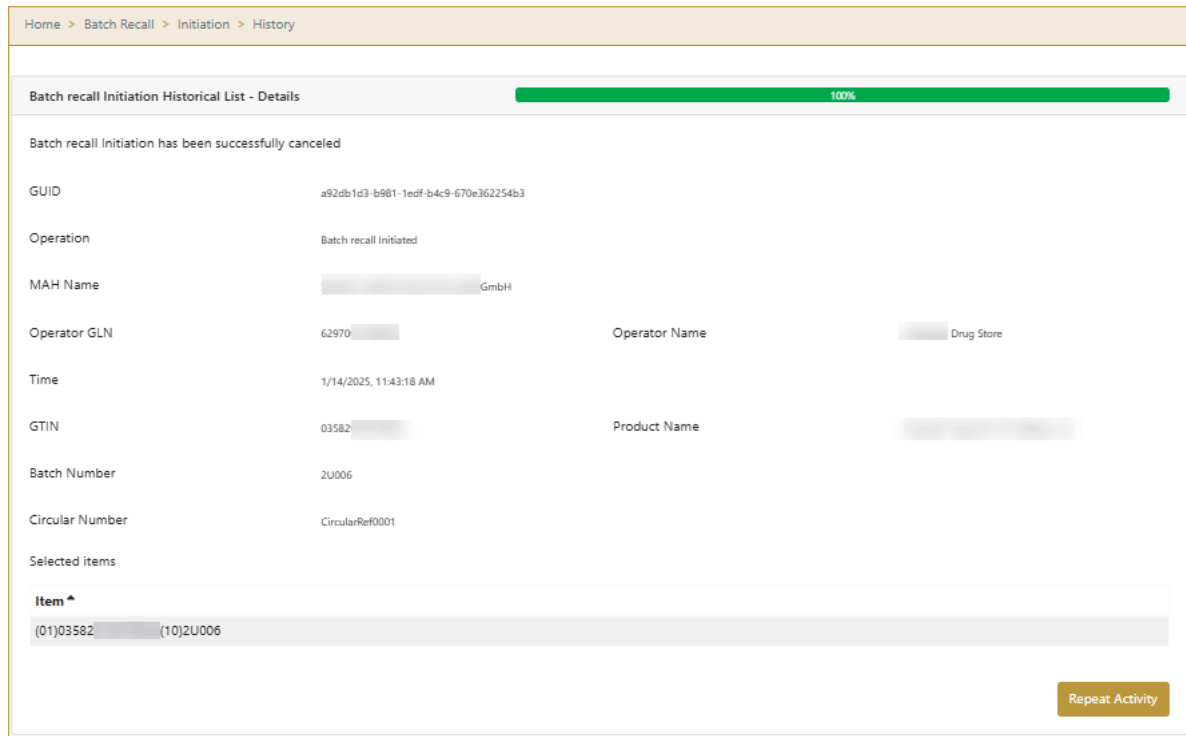 Home > Batch Recall > Initiation > History
Batch recall Initiation Historical List - Details 100%
Batch recall Initiation has been successfully canceled
GUID a92db1d3-b981-1edf-b4c9-670e362254b3
Operation Batch recall Initiated
MAH Name GmbH
Operator GLN 62970 Operator Name Drug Store
Time 1/14/2025, 11:43:18 AM
GTIN 03582 Product Name
Batch Number 2U006
Circular Number CircularRef0001
Selected items
Item
(01)03582 (10)2U006
Repeat Activity